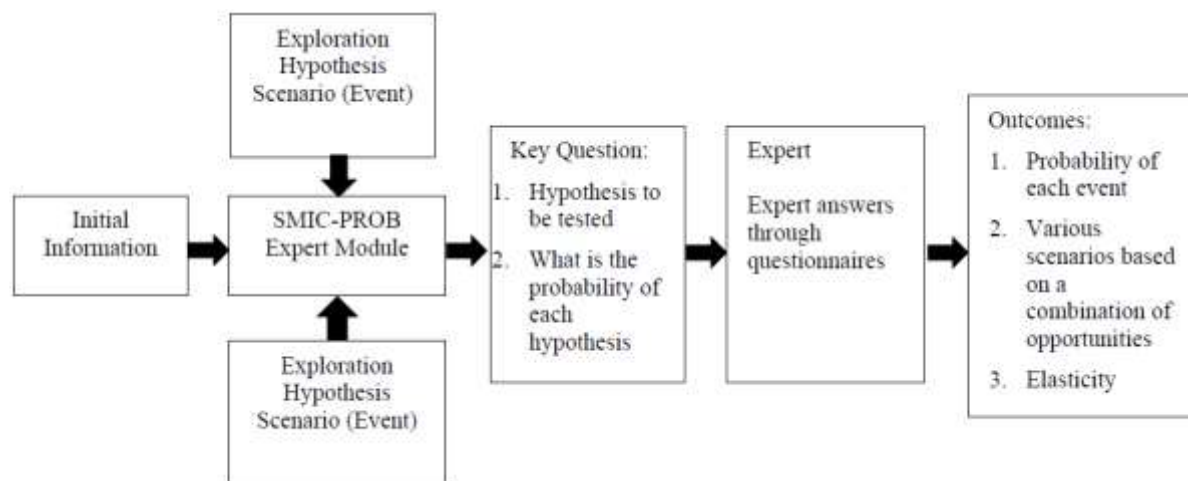 Exploration
Hypothesis
Scenario (Event)
Initial
Information
SMIC-PROB
Expert Module
Exploration
Hypothesis
Scenario (Event)
Key Question:
1. Hypothesis to
be tested
2. What is the
probability of
each
hypothesis
Expert
Expert answers
through
questionnaires
Outcomes:
1. Probability of
each event
2. Various
scenarios based
on a
combination of
opportunities
3. Elasticity